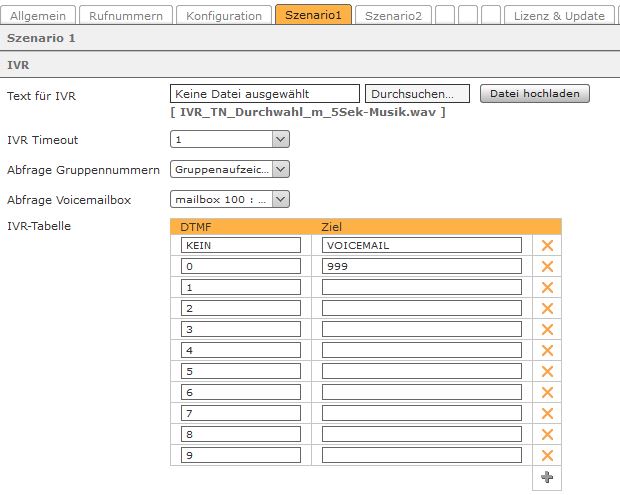 Allgemein Rufnummern Konfiguration Szenario1 Szenario2 Lizenz & Update
Szenario 1
IVR
Text für IVR Keine Datei ausgewählt Durchsuchen... Datei hochladen
[ IVR_TN_Durchwahl_m_5Sek-Musik.wav ]
IVR Timeout 1
Abfrage Gruppennummern Gruppenaufzeic...
Abfrage Voicemailbox mailbox 100 : ...
IVR-Tabelle DTMF Ziel
KEIN VOICEMAIL
0 999
1
2
3
4
5
6
7
8
9